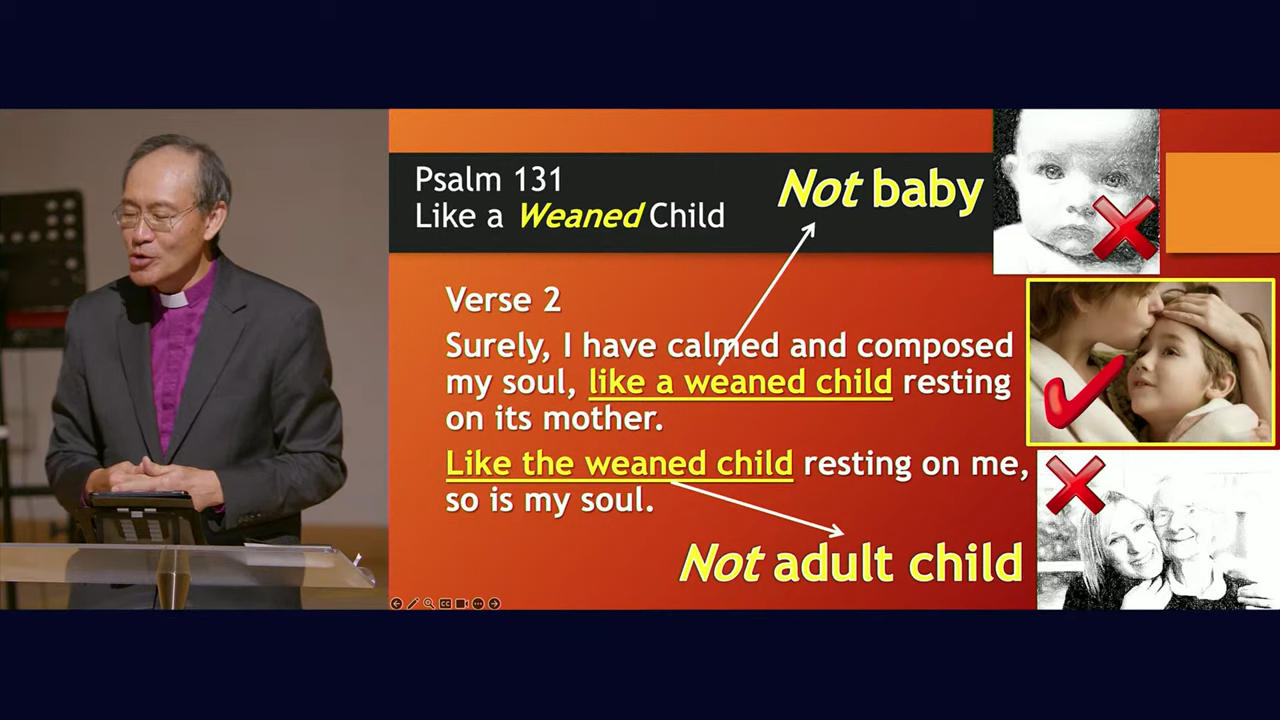 Psalm 131
Like a Weaned Child
Not baby
Verse 2
Surely, I have calmed and composed
my soul, like a weaned child resting
on its mother.
Like the weaned child resting on me,
so is my soul.
Not adult child